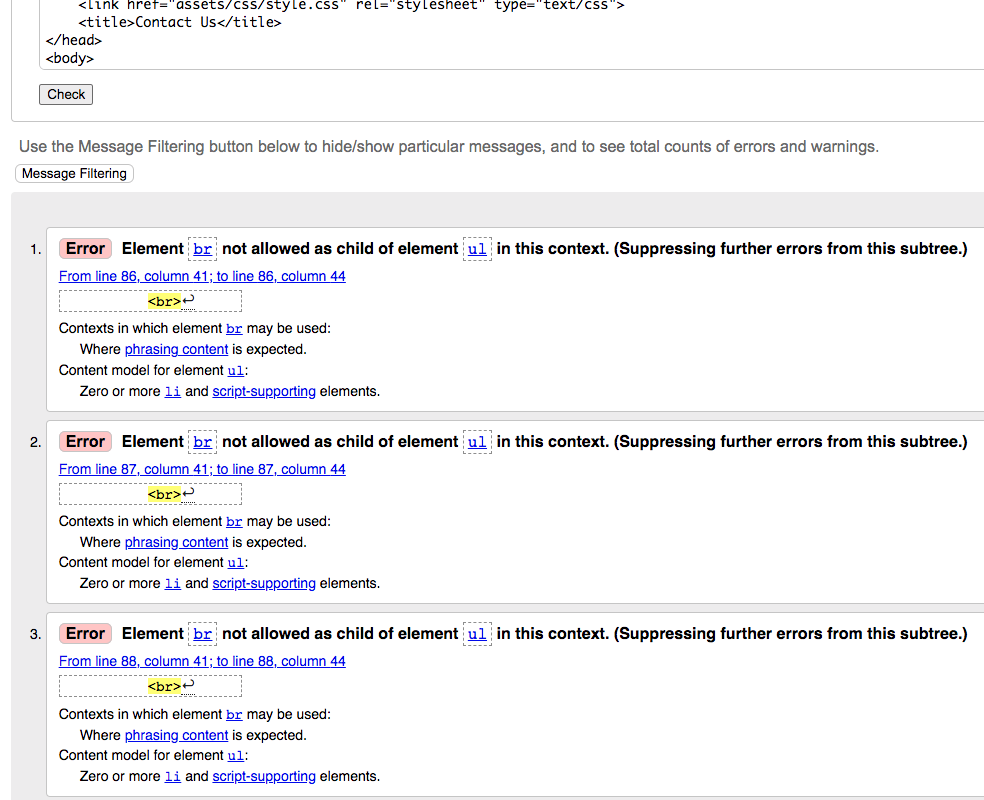 <link href="assets/css/style.css" rel="stylesheet" type="text/css">
<title>Contact Us</title>
</head>
<body>
Check
Use the Message Filtering button below to hide/show particular messages, and to see total counts of errors and warnings.
Message Filtering
1. Error Element br not allowed as child of element ul in this context. (Suppressing further errors from this subtree.)
From line 86, column 41; to line 86, column 44
<br>↩
Contexts in which element br may be used:
Where phrasing content is expected.
Content model for element ul:
Zero or more li and script-supporting elements.
2. Error Element br not allowed as child of element ul in this context. (Suppressing further errors from this subtree.)
From line 87, column 41; to line 87, column 44
<br>↩
Contexts in which element br may be used:
Where phrasing content is expected.
Content model for element ul:
Zero or more li and script-supporting elements.
3. Error Element br not allowed as child of element ul in this context. (Suppressing further errors from this subtree.)
From line 88, column 41; to line 88, column 44
<br>↩
Contexts in which element br may be used:
Where phrasing content is expected.
Content model for element ul:
Zero or more li and script-supporting elements.